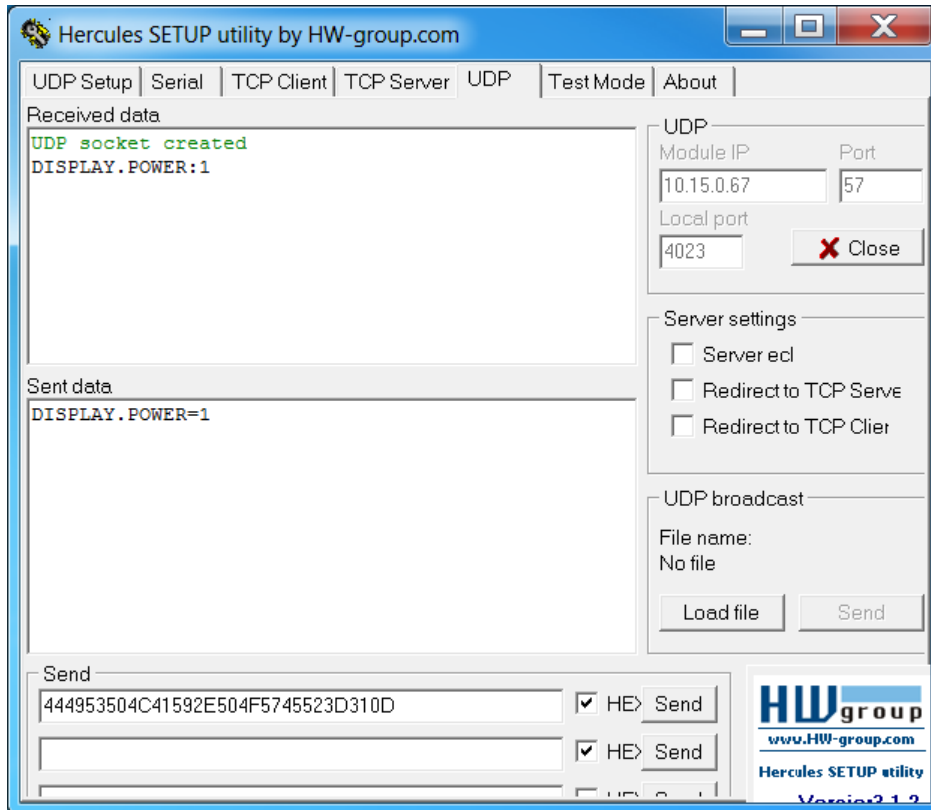 Hercules SETUP utility by HW-group.com
UDP Setup Serial TCP Client TCP Server UDP Test Mode About
Received data
UDP socket created
DISPLAY.POWER:1
Sent data
DISPLAY.POWER=1
Send
444953504C41592E504F5745523D310D HEX Send
HEX Send
UDP
Module IP Port
10.15.0.67 57
Local port
4023 Close
Server settings
Server ecl
Redirect to TCP Serve
Redirect to TCP Clier
UDP broadcast
File name:
No file
Load file Send
HW group
www.HW-group.com
Hercules SETUP utility